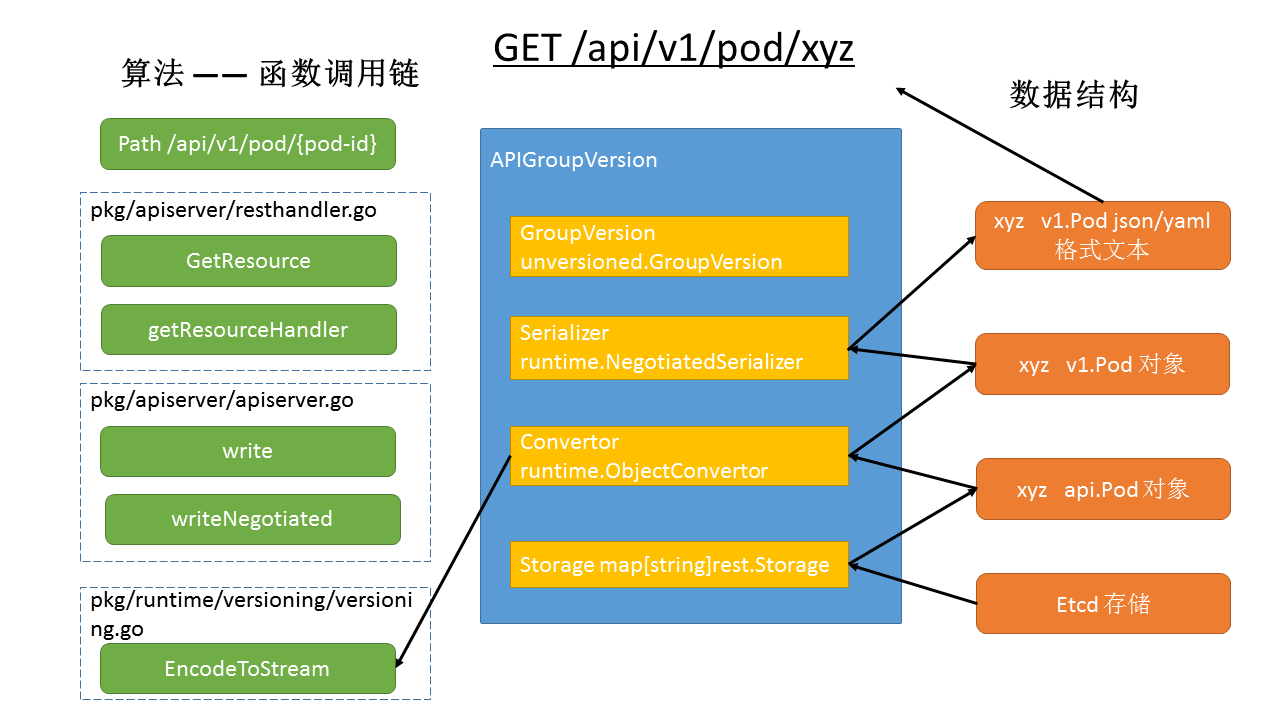 GET /api/v1/pod/xyz
算法 —— 函数调用链
数据结构
Path /api/v1/pod/{pod-id}
pkg/apiserver/resthandler.go
GetResource
getResourceHandler
pkg/apiserver/apiserver.go
write
writeNegotiated
pkg/runtime/versioning/versioni
ng.go
EncodeToStream
APIGroupVersion
GroupVersion
unversioned.GroupVersion
Serializer
runtime.NegotiatedSerializer
Convertor
runtime.ObjectConvertor
Storage map[string]rest.Storage
xyz v1.Pod json/yaml
格式文本
xyz v1.Pod 对象
xyz api.Pod 对象
Etcd 存储